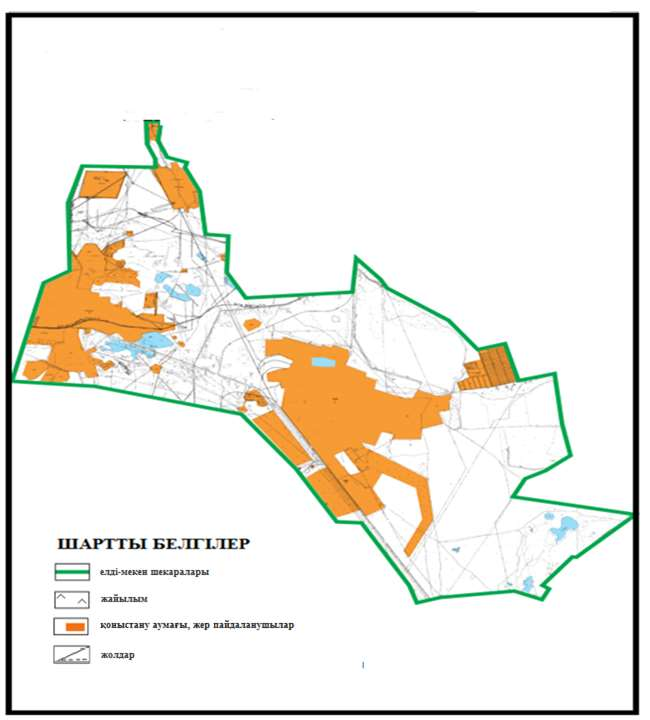 ШАРТТЫ БЕЛГІЛЕР
елді-мекен шекаралары
жайылым
қоныстану аумағы, жер пайдаланушылар
жолдар